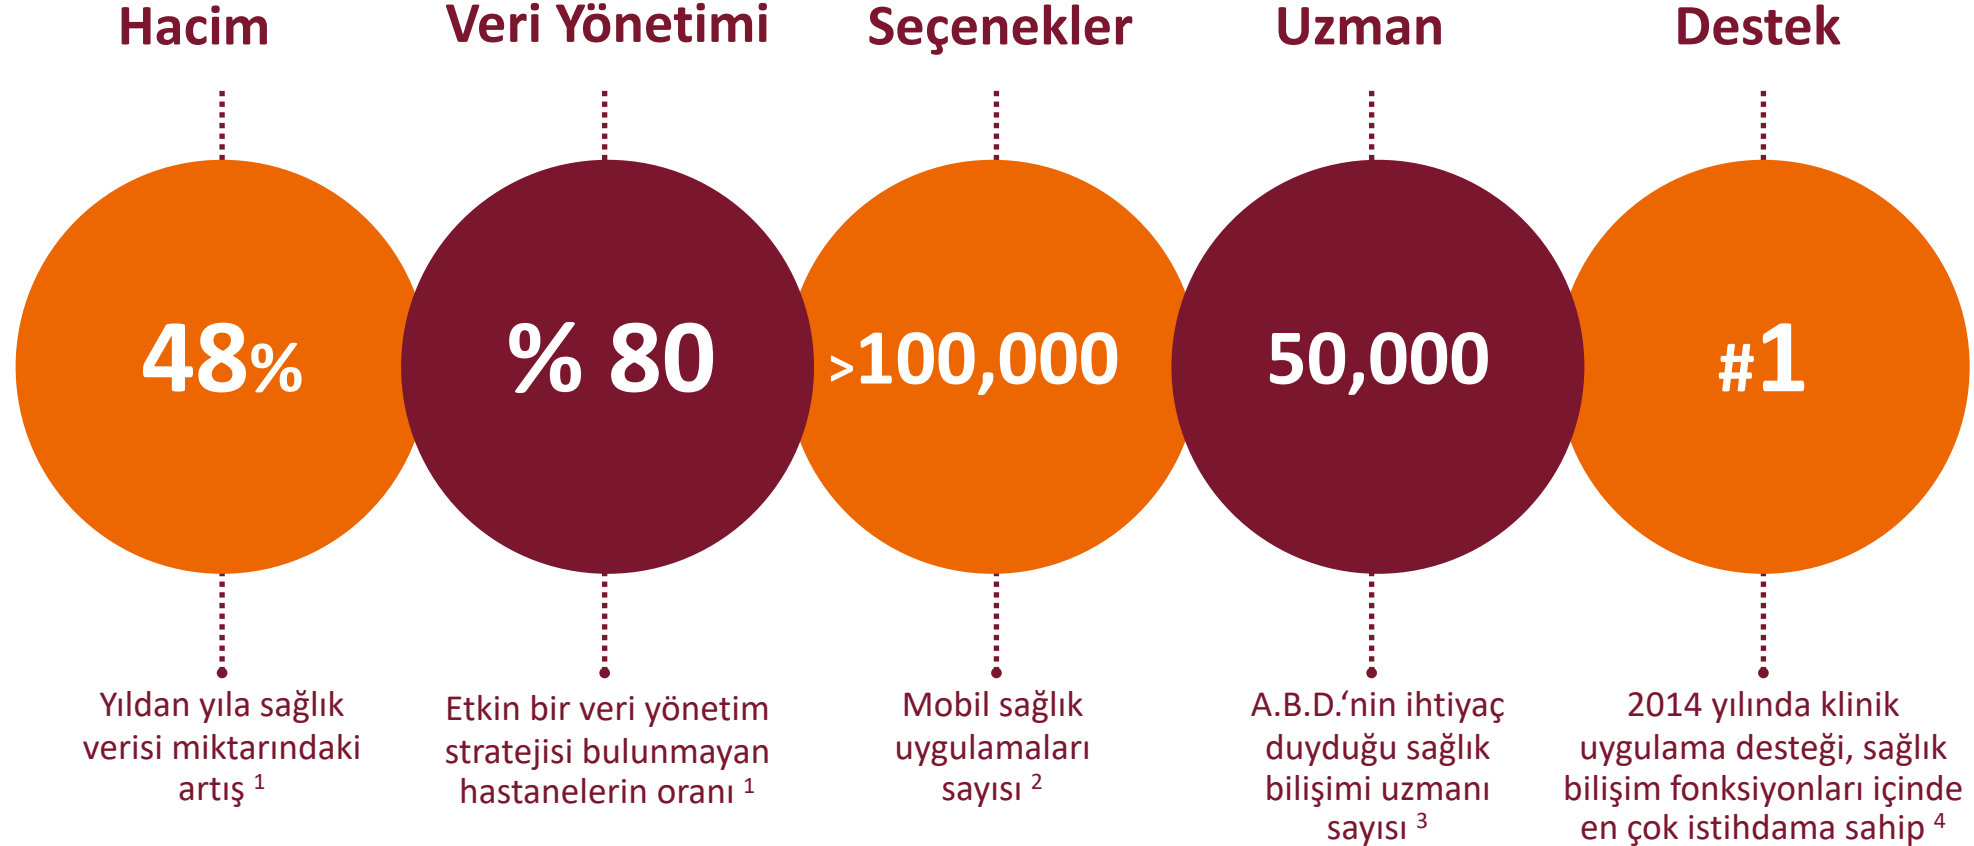 Hacim
Veri Yönetimi
Seçenekler
Uzman
Destek
48%
% 80
>100,000
50,000
#1
Yıldan yıla sağlık
verisi miktarındaki
artış 1
Etkin bir veri yönetim
stratejisi bulunmayan
hastanelerin oranı 1
Mobil sağlık
uygulamaları
sayısı 2
A.B.D.‘nin ihtiyaç
duyduğu sağlık
bilişimi uzmanı
sayısı 3
2014 yılında klinik
uygulama desteği, sağlık
bilişim fonksiyonları içinde
en çok istihdama sahip 4